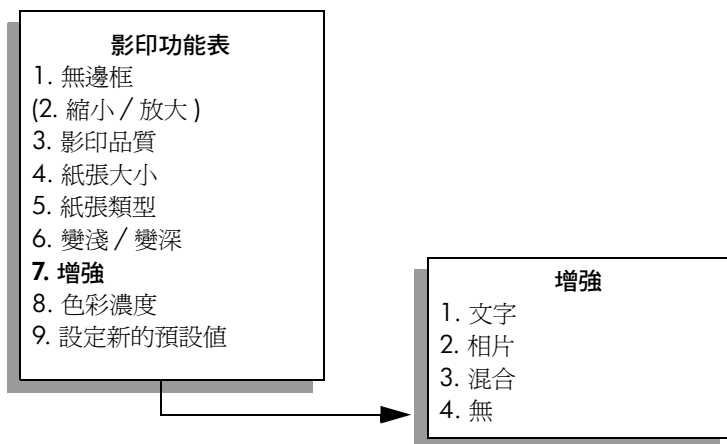 影印功能表
1. 無邊框
(2. 縮小 / 放大 )
3. 影印品質
4. 紙張大小
5. 紙張類型
6. 變淺 / 變深
7. 增強
8. 色彩濃度
9. 設定新的預設值
增強
1. 文字
2. 相片
3. 混合
4. 無